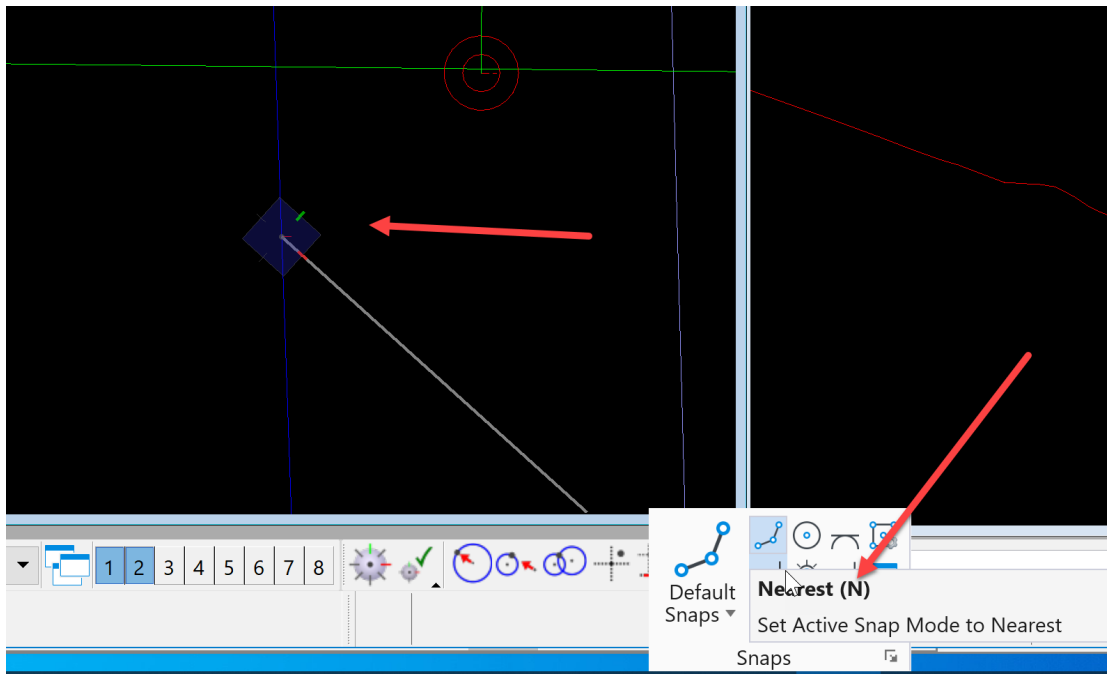 1 2 3 4 5 6 7 8
Default
Snaps
Nearest (N)
Set Active Snap Mode to Nearest
Snaps